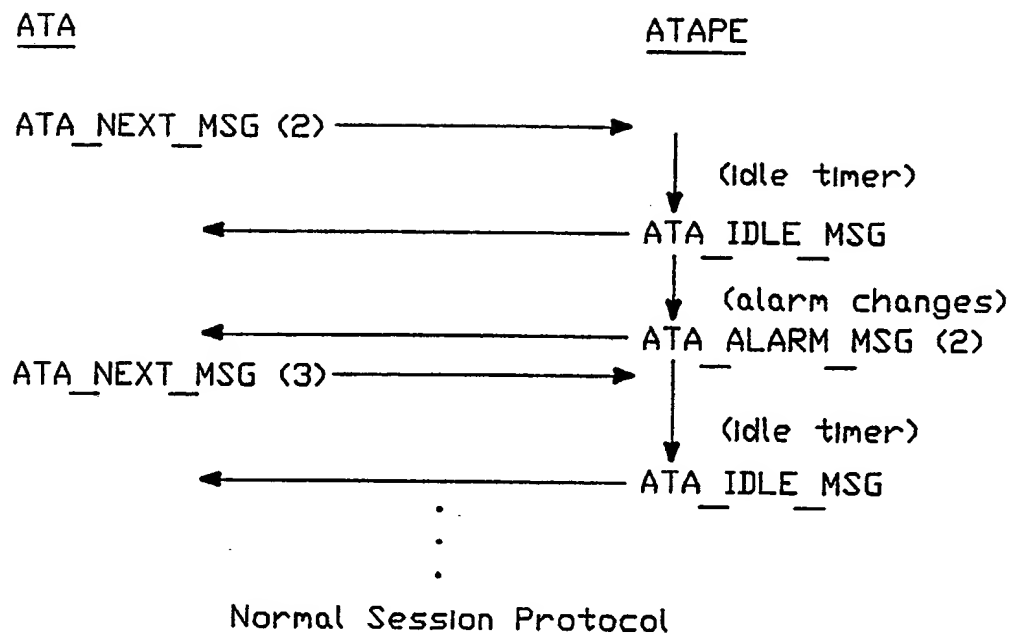 ATA
ATAPE
ATA_NEXT_MSG (2)
(idle timer)
ATA_IDLE_MSG
(alarm changes)
ATA_ALARM_MSG (2)
ATA_NEXT_MSG (3)
(idle timer)
ATA_IDLE_MSG
Normal Session Protocol